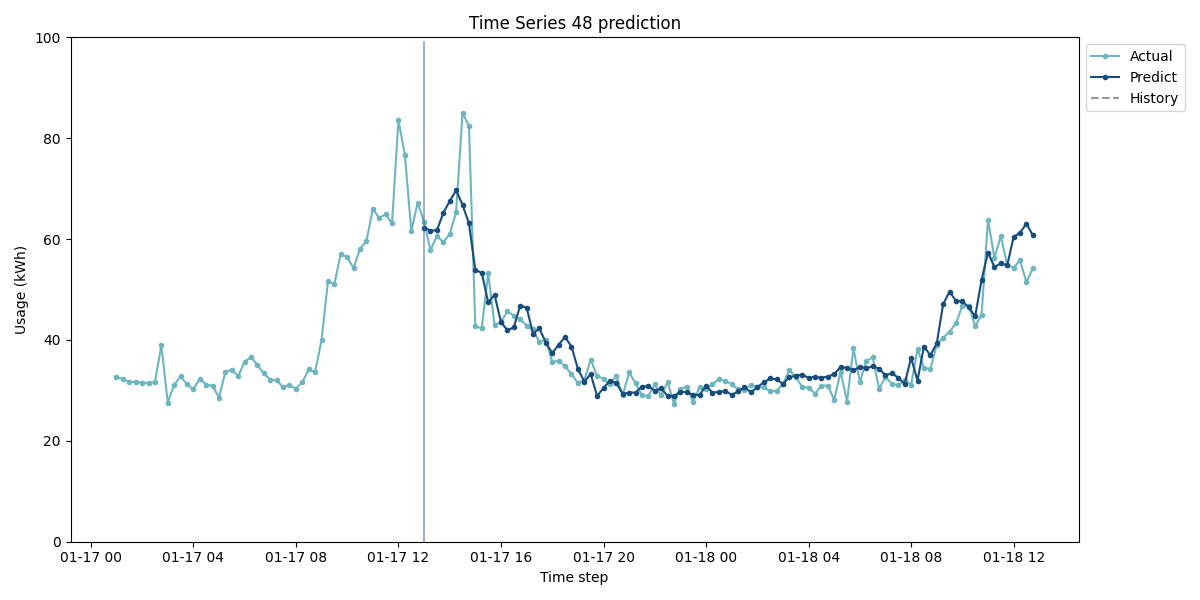 Time Series 48 prediction
Usage (kWh)
100
80
60
40
20
0
01-17 00
01-17 04
01-17 08
01-17 12
01-17 16
01-17 20
01-18 00
01-18 04
01-18 08
01-18 12
Time step
Actual
Predict
History